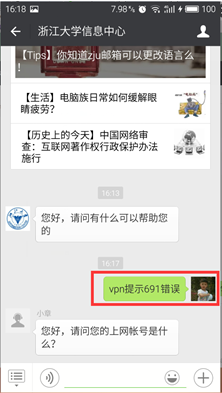 16:18 7.98% 100
浙江大学信息中心
【Tips】你知道zju邮箱可以更改语言么
!
【生活】电脑族日常如何缓解眼
睛疲劳?
【历史上的今天】中国网络审
查:互联网著作权行政保护办法
施行
16:13
您好,请问有什么可以帮助您
的
16:17
vpn提示691错误
小章
您好,请问您的上网帐号是什
么?